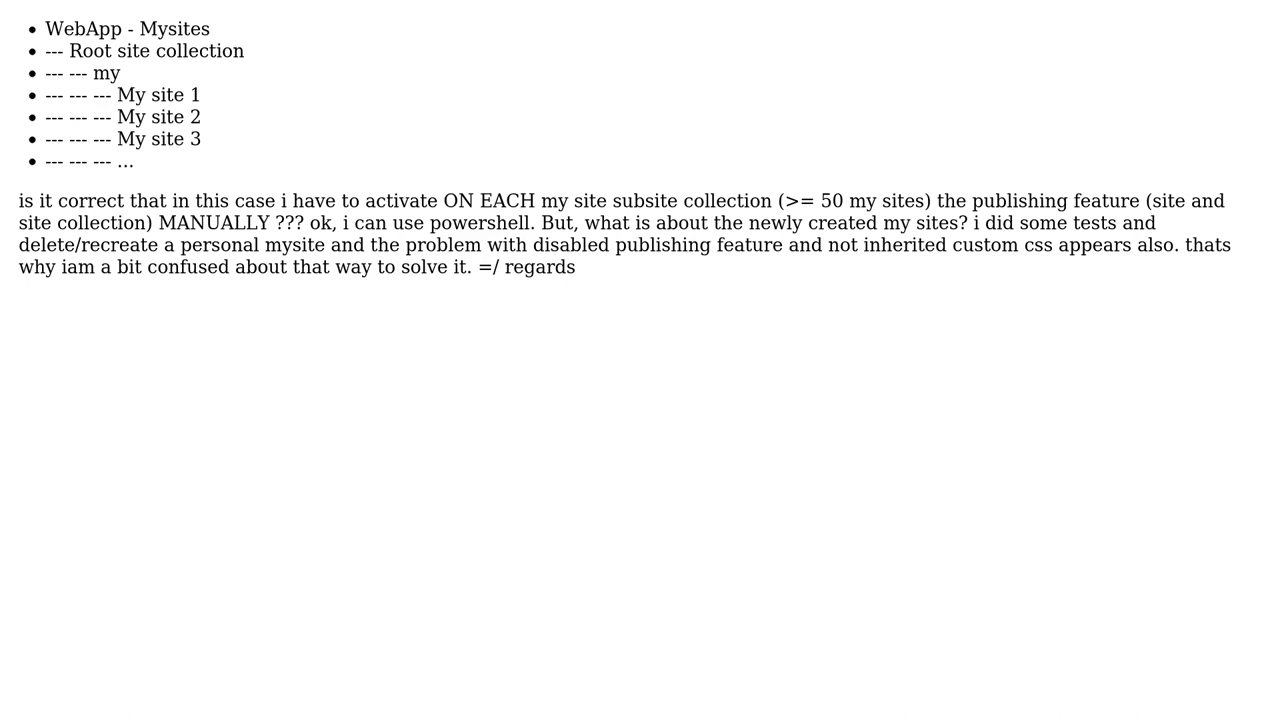 • WebApp - Mysites
• --- Root site collection
• --- --- my
• --- --- --- My site 1
• --- --- --- My site 2
• --- --- --- My site 3
• --- --- --- ...
is it correct that in this case i have to activate ON EACH my site subsite collection (>= 50 my sites) the publishing feature (site and
site collection) MANUALLY ??? ok, i can use powershell. But, what is about the newly created my sites? i did some tests and
delete/recreate a personal mysite and the problem with disabled publishing feature and not inherited custom css appears also. thats
why iam a bit confused about that way to solve it. =/ regards